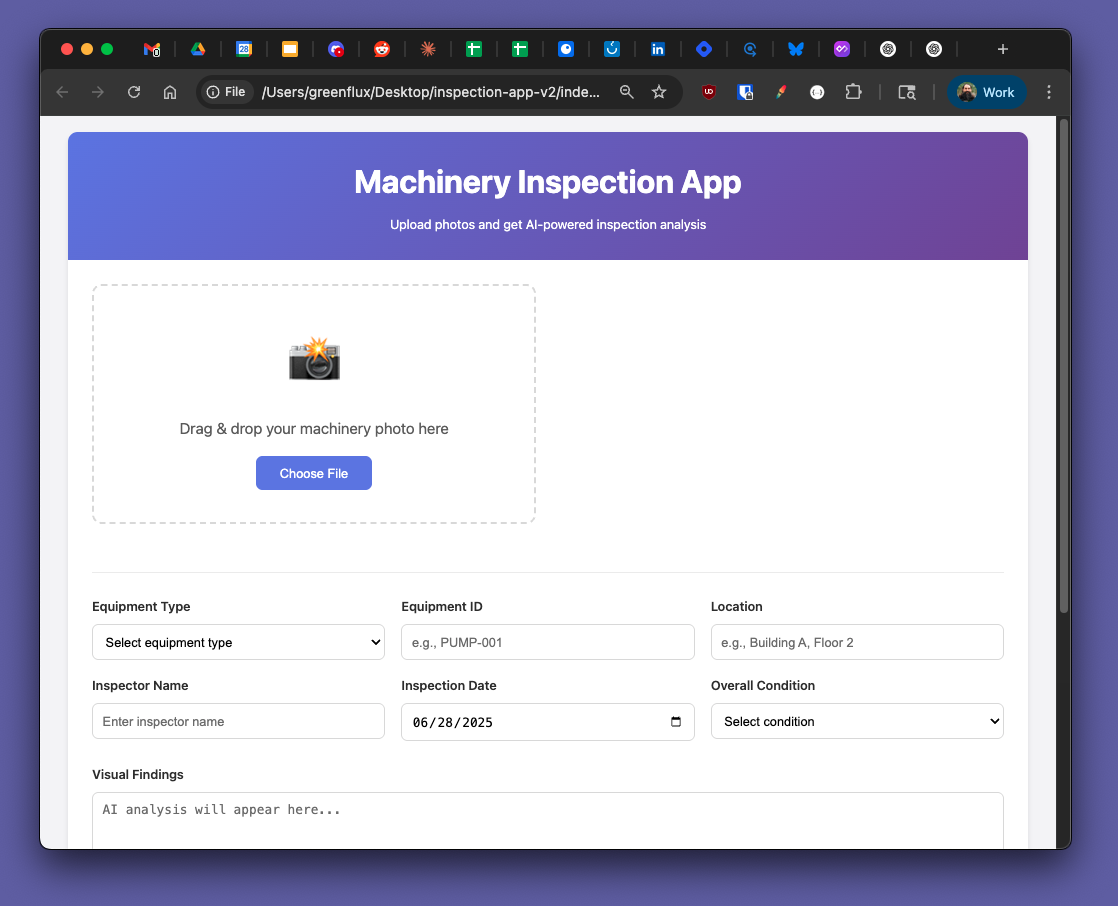 0
28
UD
File /Users/greenflux/Desktop/inspection-app-v2/inde...
Work
Machinery Inspection App
Upload photos and get AI-powered inspection analysis
Drag & drop your machinery photo here
Choose File
Equipment Type Equipment ID Location
Select equipment type e.g., PUMP-001 e.g., Building A, Floor 2
Inspector Name Inspection Date Overall Condition
Enter inspector name 06/28/2025 Select condition
Visual Findings
AI analysis will appear here...